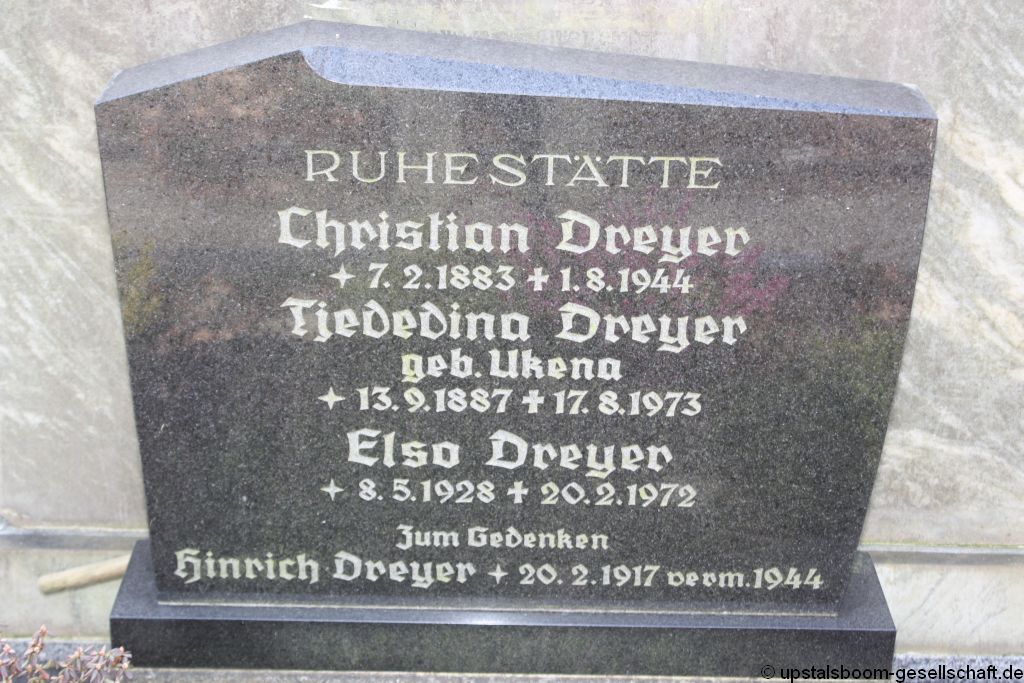 RUHESTÄTTE
Christian Dreyer
✦ 7.2.1883 ✝ 1.8.1944
Tjededina Dreyer
geb. Ukena
✦ 13.9.1887 ✝ 17.8.1973
Elso Dreyer
✦ 8.5.1928 ✝ 20.2.1972
Zum Gedenken
Hinrich Dreyer ✦ 20.2.1917 verm. 1944
© upstalsboom-gesellschaft.de